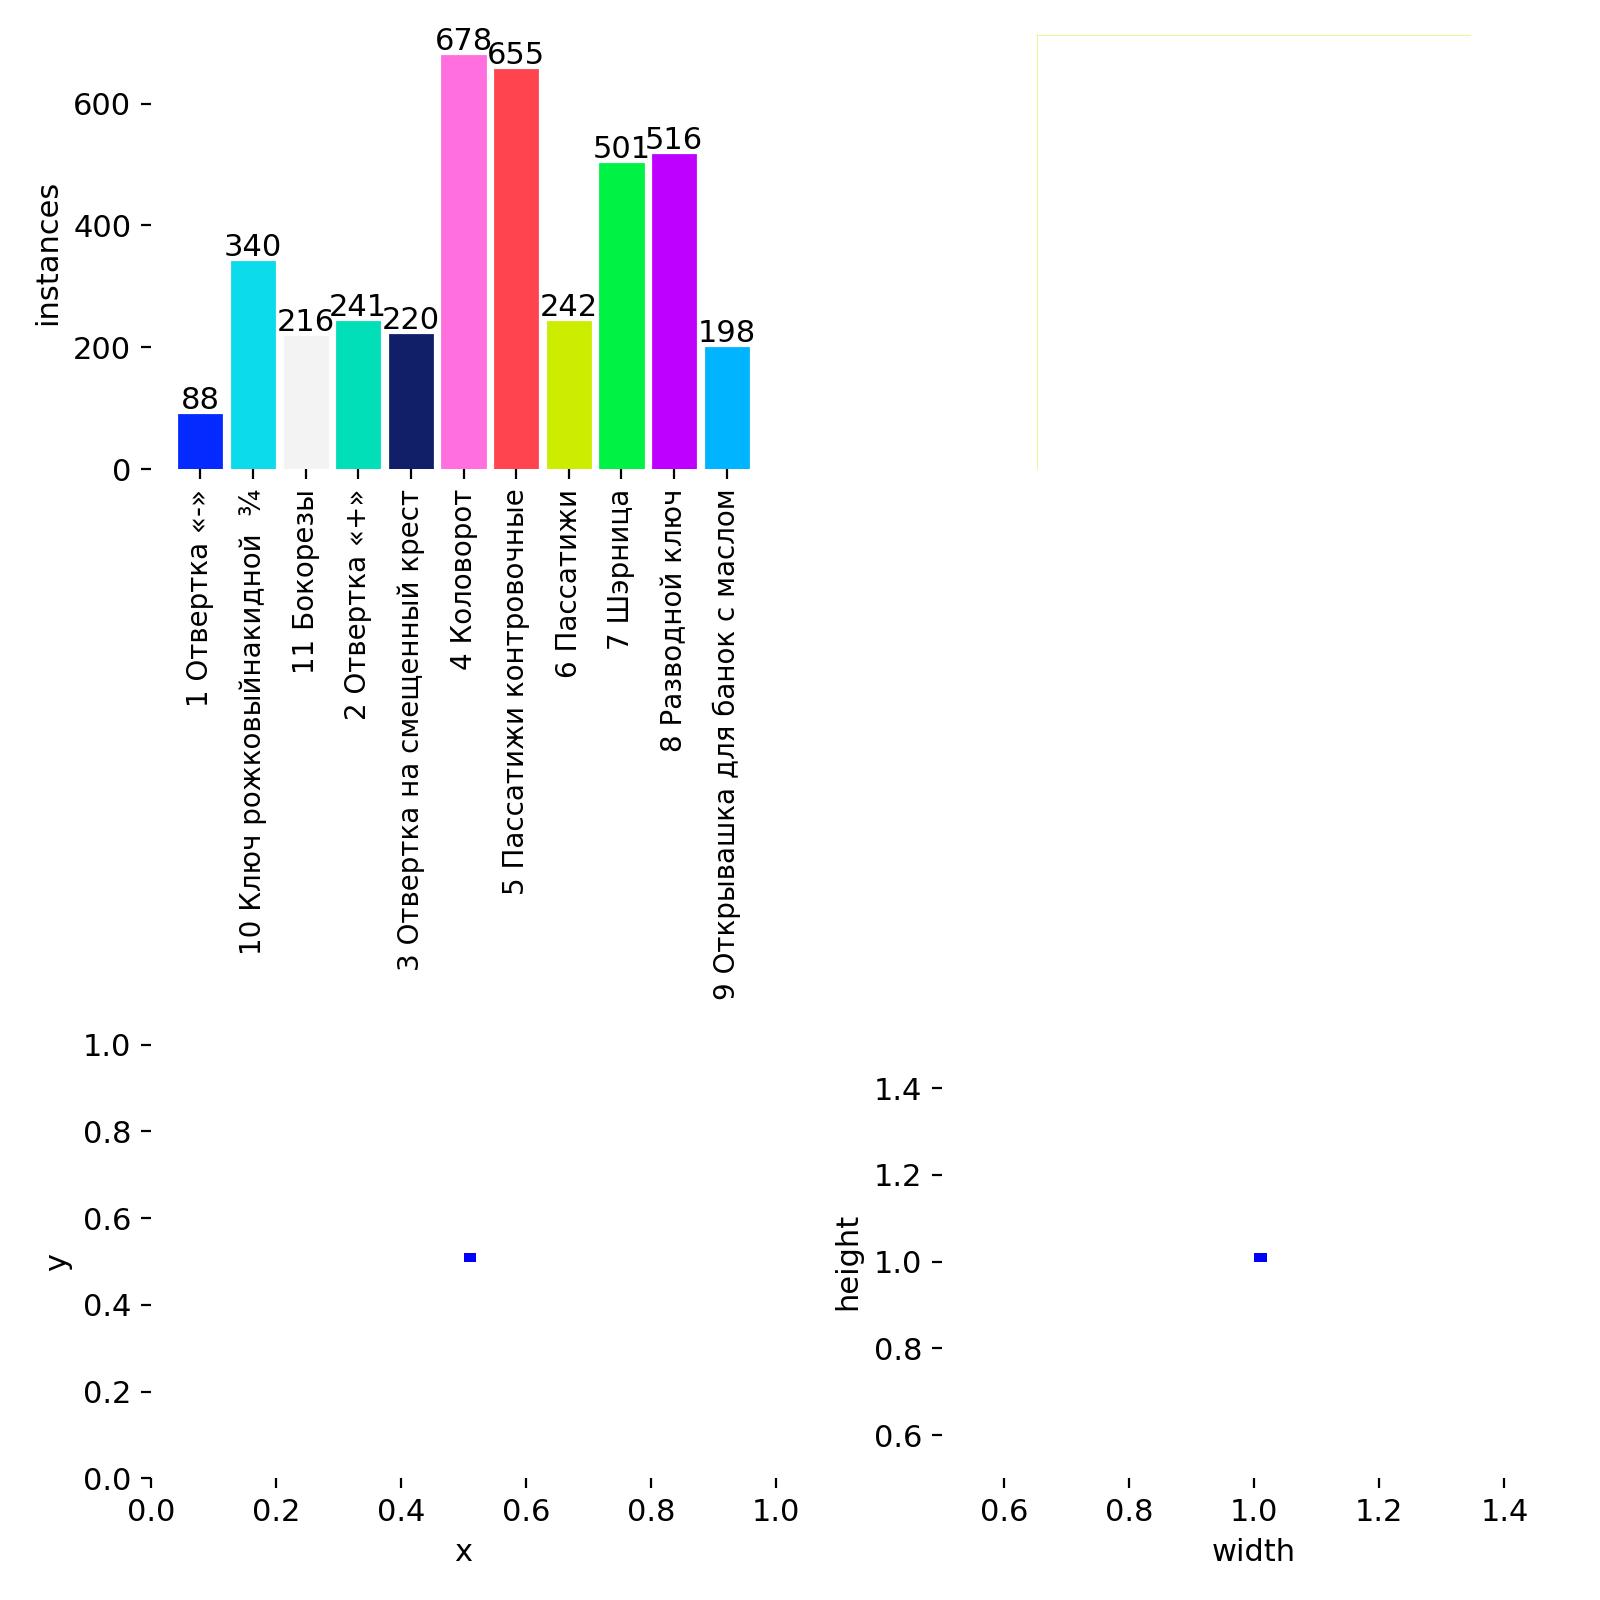 678
655
600
516
501
400
340
instances
242
241
220
216
200
198
88
0
1 Отвертка «-»
10 Ключ рожковыйнакидной  ¾
11 Бокорезы
2 Отвертка «+»
3 Отвертка на смещенный крест
4 Коловорот
5 Пассатижи контровочные
6 Пассатижи
7 Шэрница
8 Разводной ключ
9 Открывашка для банок с маслом
1.0
0.8
0.6
y
0.4
0.2
0.0
0.0 0.2 0.4 0.6 0.8 1.0
x
1.4
1.2
height
1.0
0.8
0.6
0.6 0.8 1.0 1.2 1.4
width